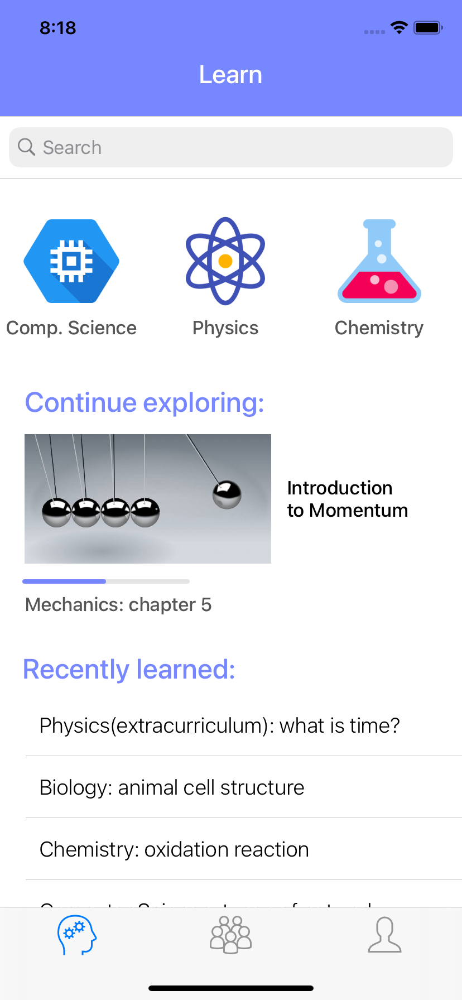 8:18
Learn
Search
Comp. Science
Physics
Chemistry
Continue exploring:
Introduction
to Momentum
Mechanics: chapter 5
Recently learned:
Physics(extracurriculum): what is time?
Biology: animal cell structure
Chemistry: oxidation reaction